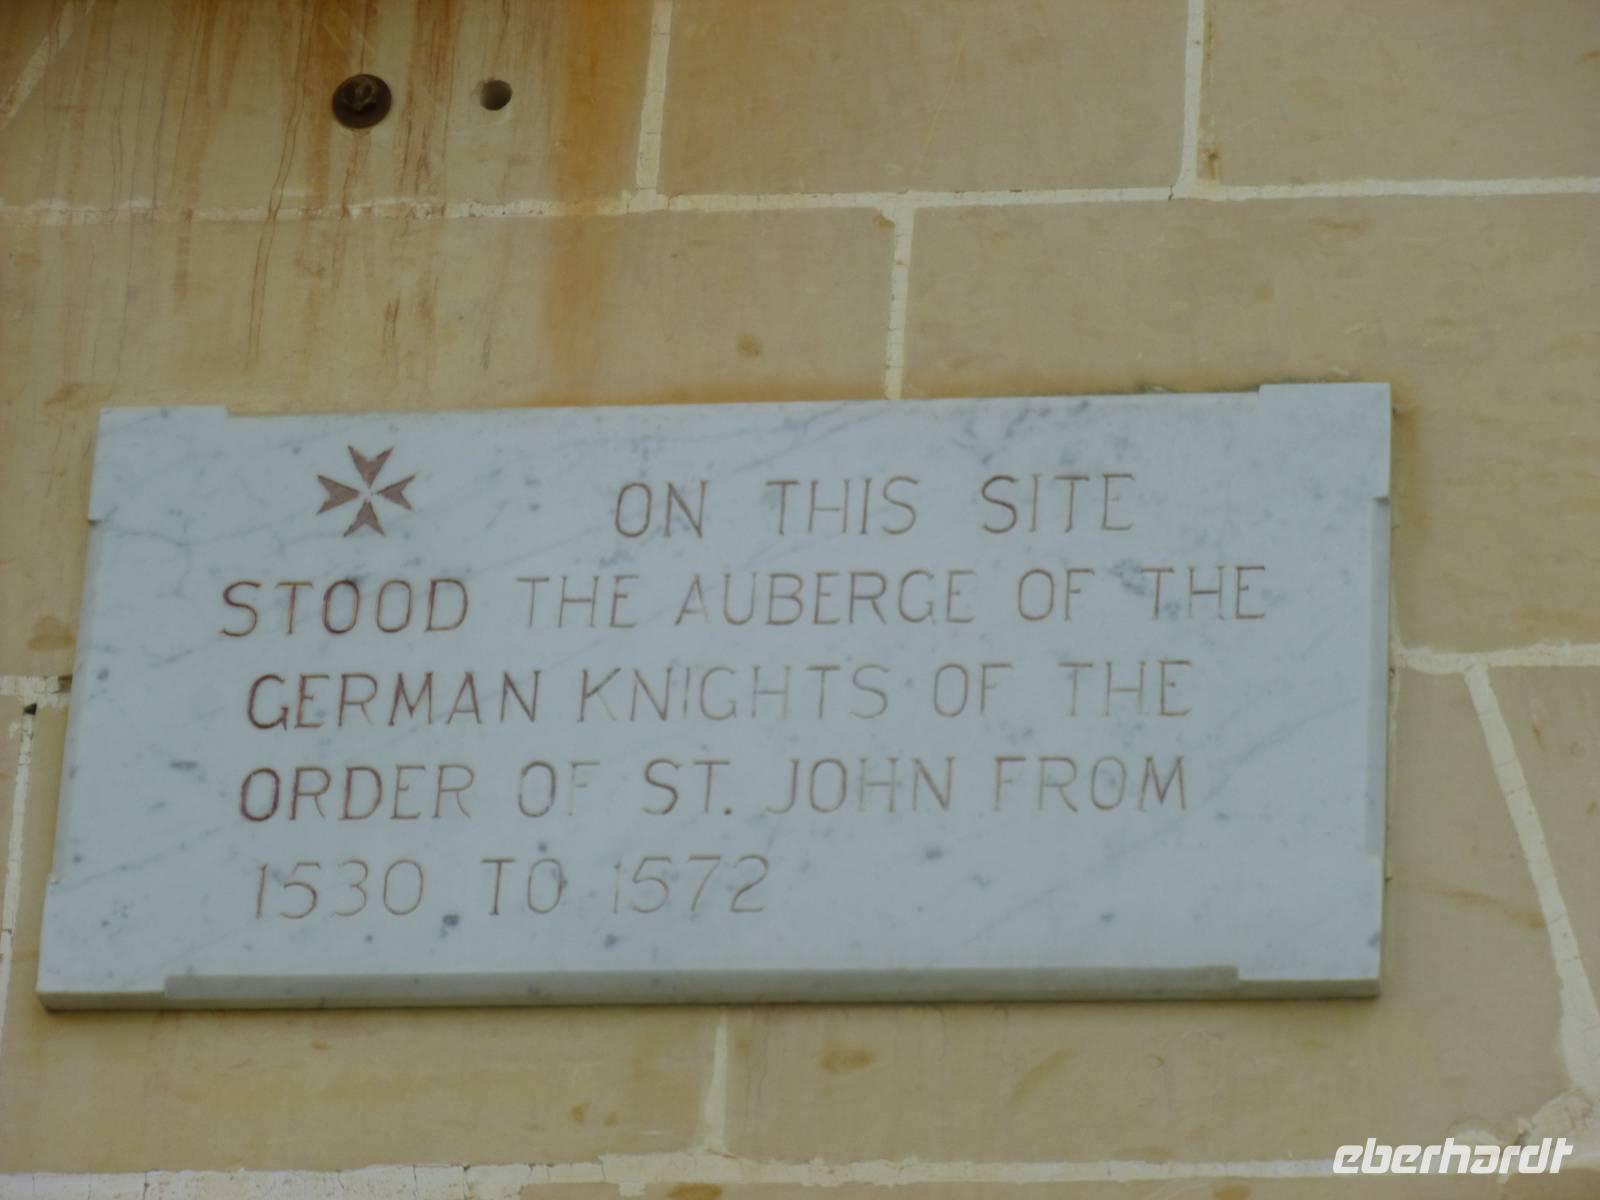 ON THIS SITE
STOOD THE AUBERGE OF THE
GERMAN KNIGHTS OF THE
ORDER OF ST. JOHN FROM
1530 TO 1572
eberhardt